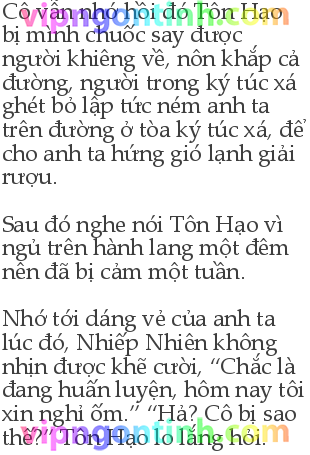 Cô vẫn nhớ hồi đó Tôn Hạo
bị mình chuốc say được
người khiêng về, nôn khắp cả
đường, người trong ký túc xá
ghét bỏ lập tức ném anh ta
trên đường ở tòa ký túc xá, để
cho anh ta hứng gió lạnh giải
rượu.
Sau đó nghe nói Tôn Hạo vì
ngủ trên hành lang một đêm
nên đã bị cảm một tuần.
Nhớ tới dáng vẻ của anh ta
lúc đó, Nhiếp Nhiên không
nhịn được khẽ cười, “Chắc là
đang huấn luyện, hôm nay tôi
xin nghỉ ốm.” “Hả? Cô bị sao
thế?” Tôn Hạo lo lắng hỏi.
vipngontinh.com
vipngontinh.com